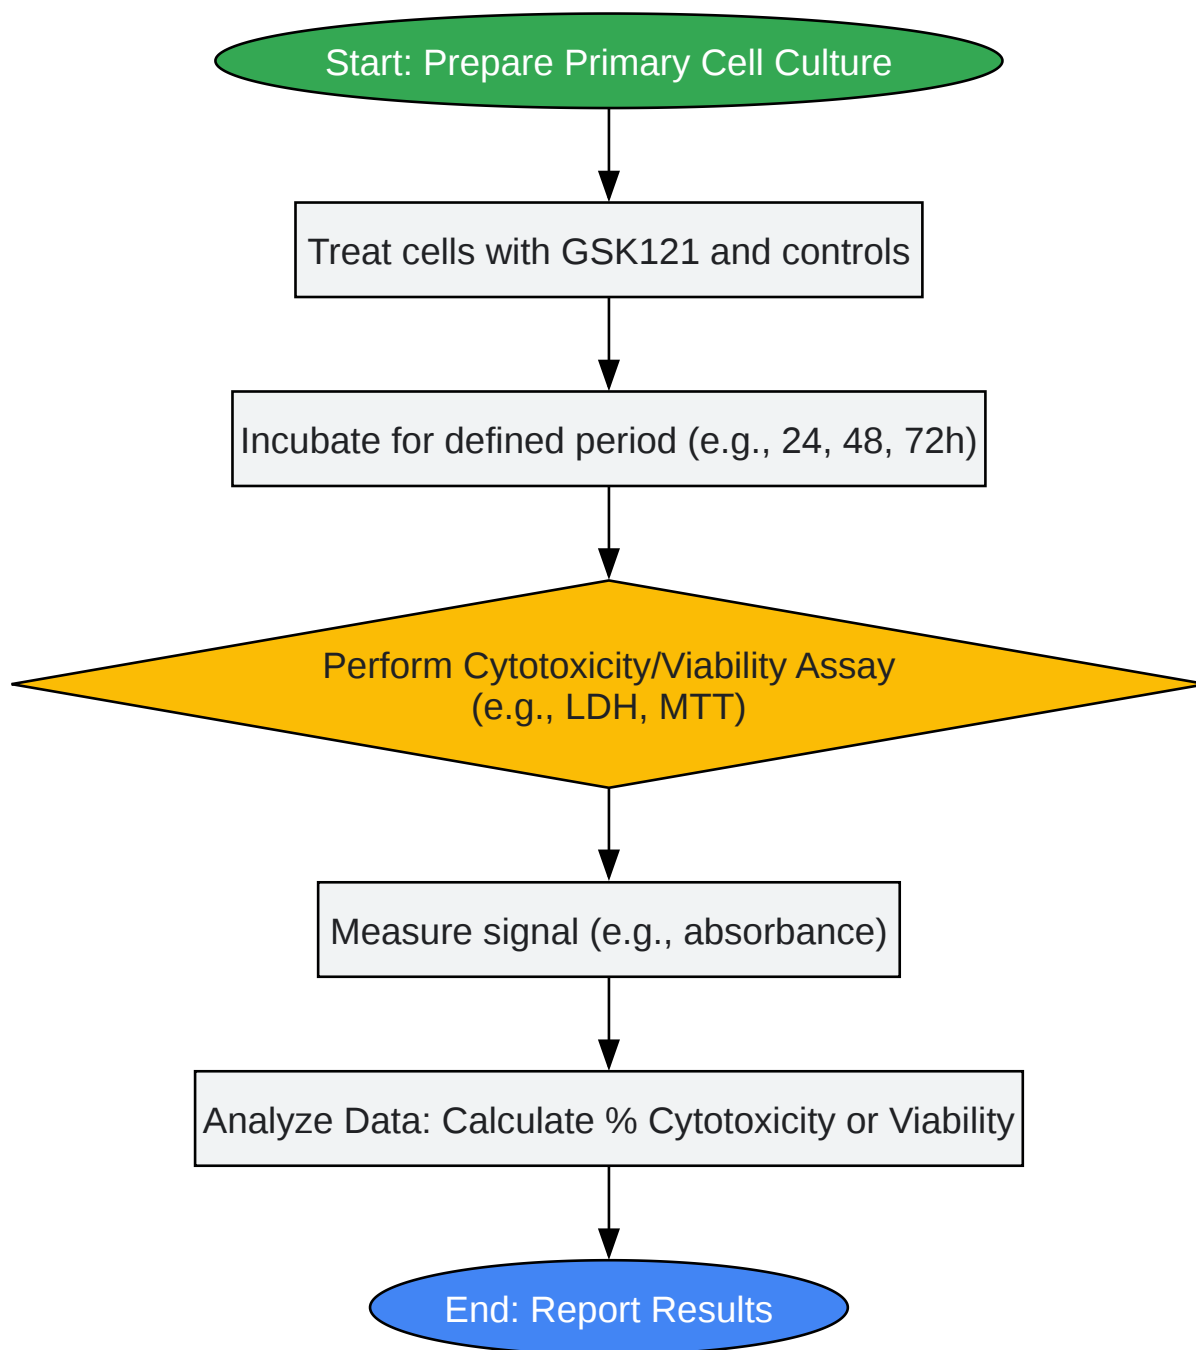 Start: Prepare Primary Cell Culture
Treat cells with GSK121 and controls
Incubate for defined period (e.g., 24, 48, 72h)
Perform Cytotoxicity/Viability Assay
(e.g., LDH, MTT)
Measure signal (e.g., absorbance)
Analyze Data: Calculate % Cytotoxicity or Viability
End: Report Results